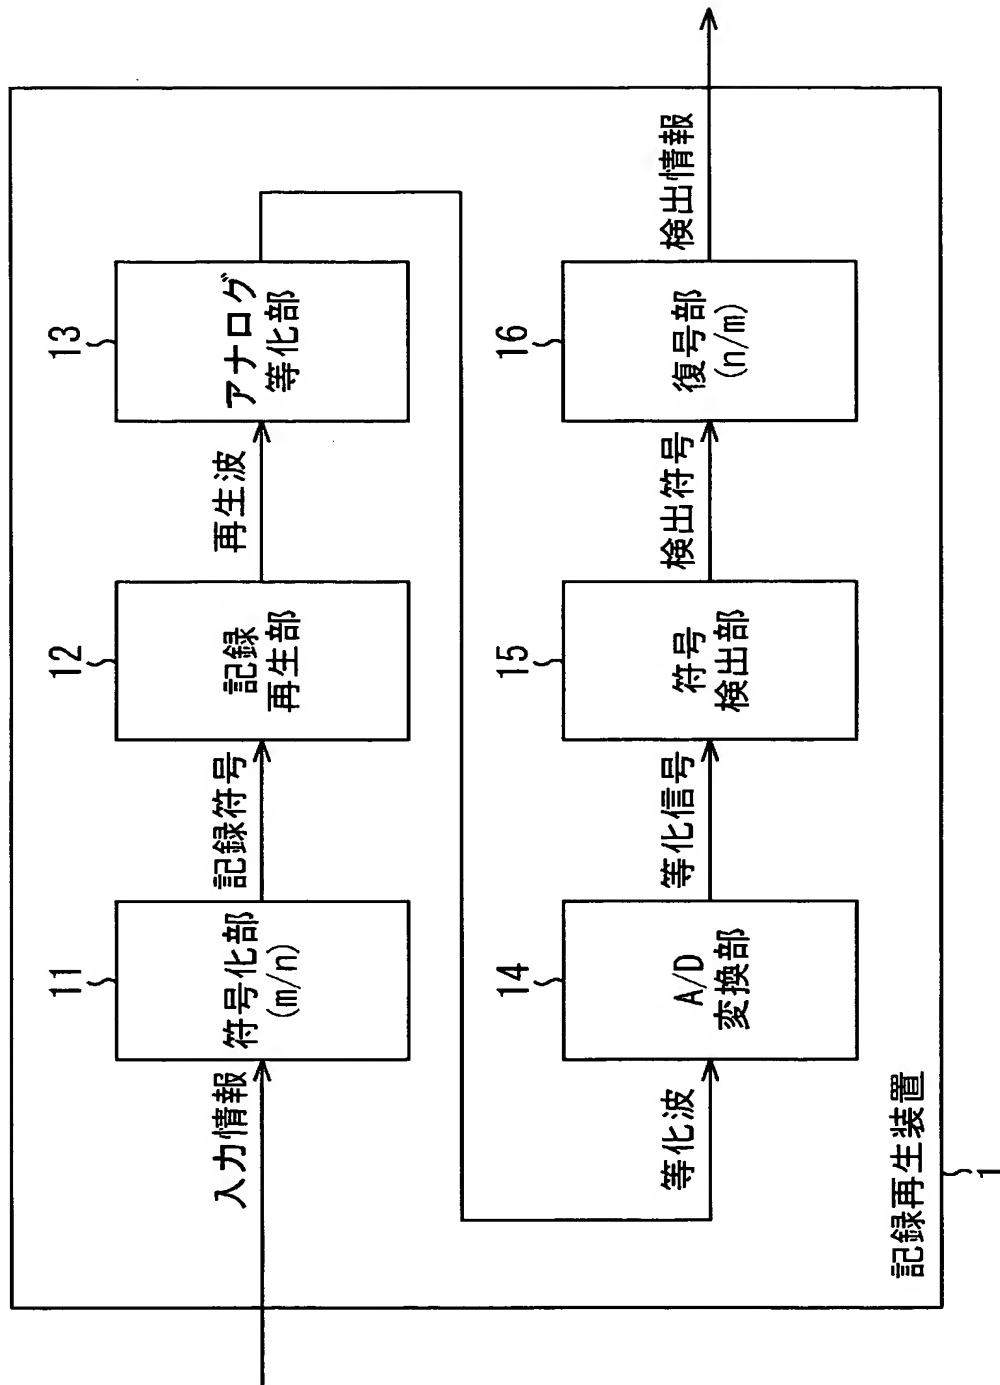 入力情報
11
符号化部
(m/n)
記録符号
12
記録
再生部
再生波
13
アナログ
等化部
等化波
14
A/D
変換部
等化信号
15
符号
検出部
検出符号
16
復号部
(n/m)
検出情報
記録再生装置
1